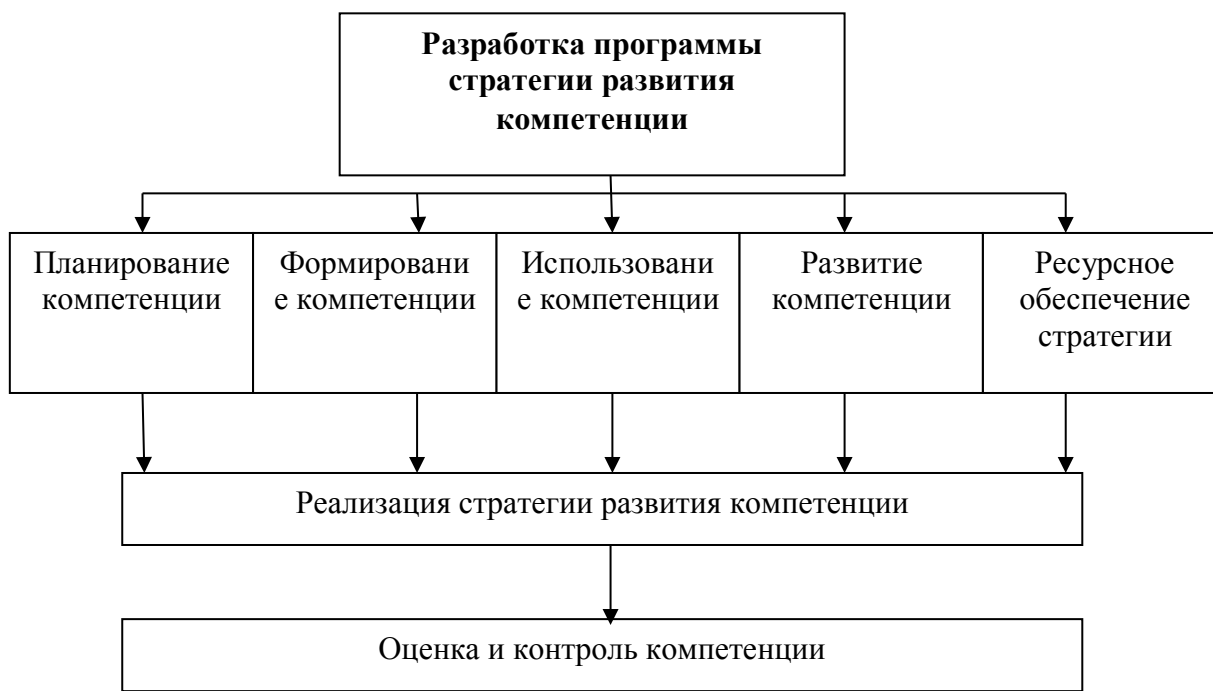 Разработка программы
стратегии развития
компетенции
Планирование
компетенции
Формировани
е компетенции
Использовани
е компетенции
Развитие
компетенции
Ресурсное
обеспечение
стратегии
Реализация стратегии развития компетенции
Оценка и контроль компетенции